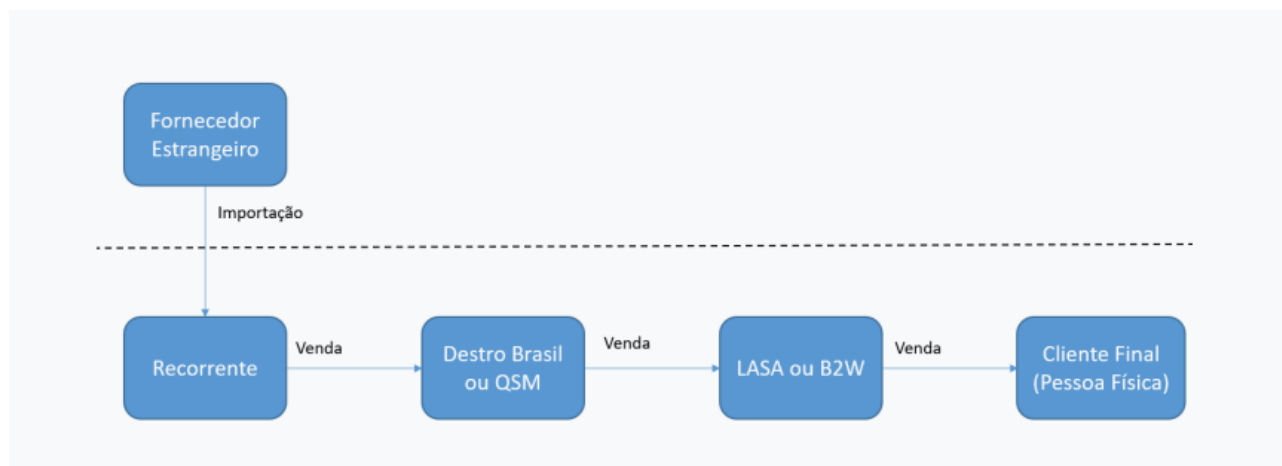 Fornecedor
Estrangeiro
Importação
Recorrente
Venda
Destro Brasil
ou QSM
Venda
LASA ou B2W
Venda
Cliente Final
(Pessoa Física)